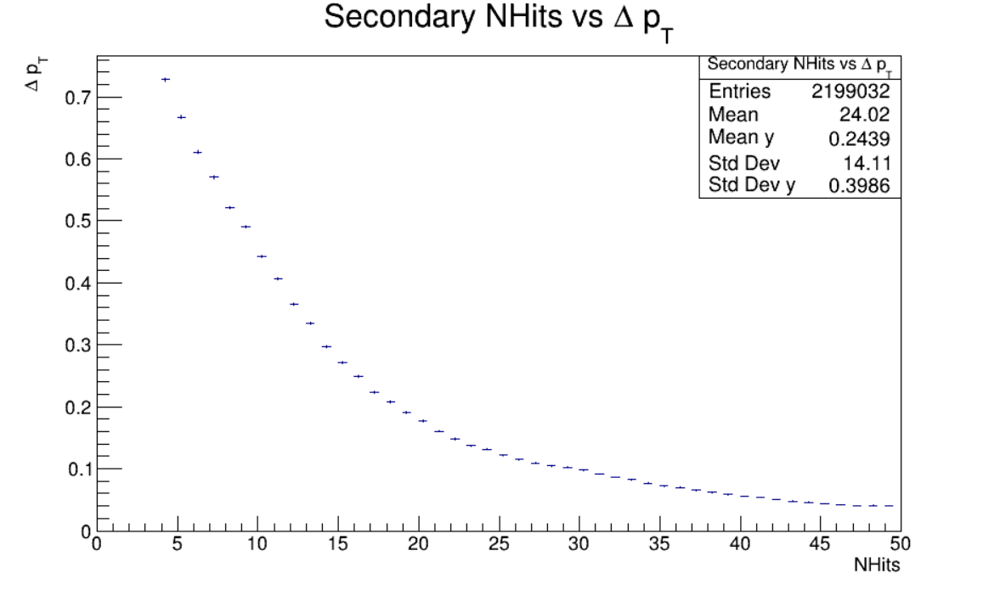 Secondary NHits vs Δ p_T
Δ p_T
Secondary NHits vs Δ p_T
Entries 2199032
Mean 24.02
Mean y 0.2439
Std Dev 14.11
Std Dev y 0.3986
0.7
0.6
0.5
0.4
0.3
0.2
0.1
0
0 5 10 15 20 25 30 35 40 45 50
NHits